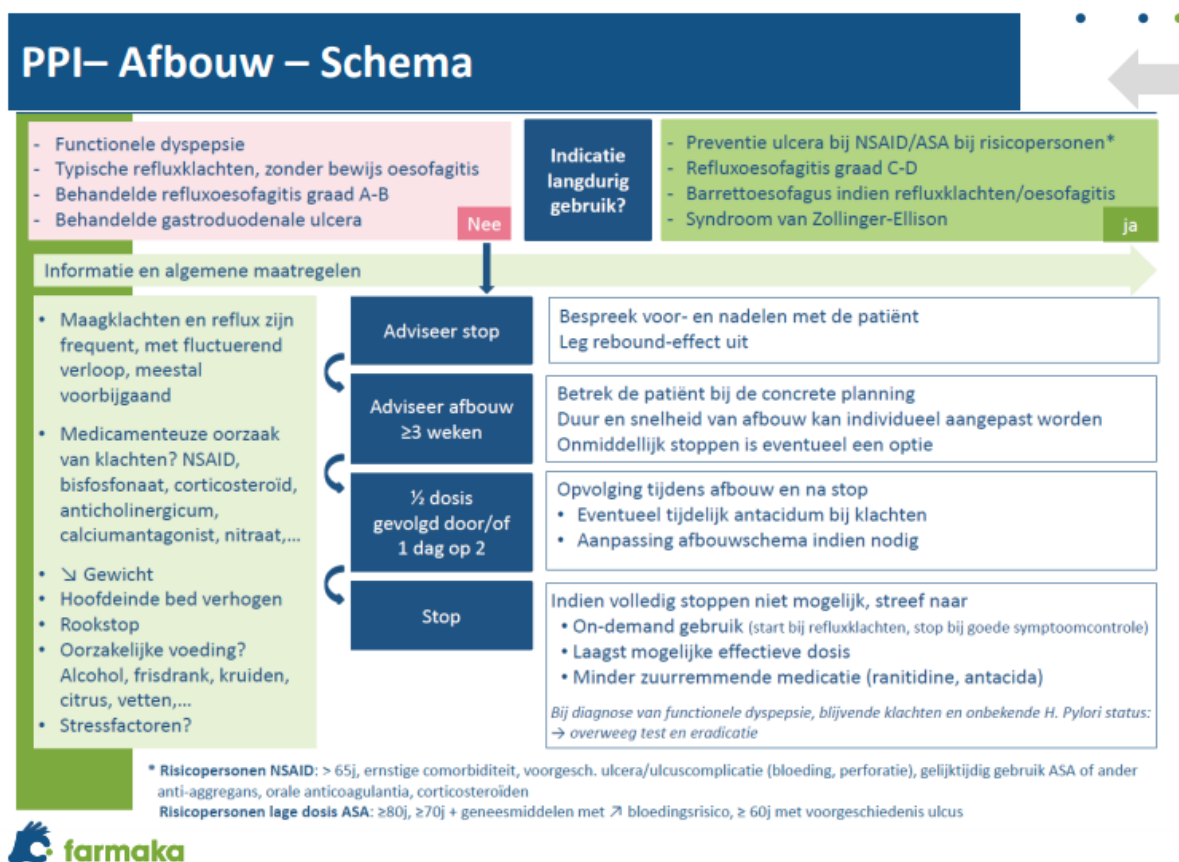 PPI– Afbouw – Schema
- Functionele dyspepsie
- Typische refluxklachten, zonder bewijs oesofagitis
- Behandelde refluxoesofagitis graad A-B
- Behandelde gastroduodenale ulcera
Nee
Indicatie
langdurig
gebruik?
- Preventie ulcera bij NSAID/ASA bij risicopersonen*
- Refluxoesofagitis graad C-D
- Barrettoesofagus indien refluxklachten/oesofagitis
- Syndroom van Zollinger-Ellison
ja
Informatie en algemene maatregelen
• Maagklachten en reflux zijn
frequent, met fluctuerend
verloop, meestal
voorbijgaand
• Medicamenteuze oorzaak
van klachten? NSAID,
bisfosfonaat, corticosteroïd,
anticholinergicum,
calciumantagonist, nitraat,...
• ↘ Gewicht
• Hoofdeinde bed verhogen
• Rookstop
• Oorzakelijke voeding?
Alcohol, frisdrank, kruiden,
citrus, vetten,...
• Stressfactoren?
Adviseer stop
Bespreek voor- en nadelen met de patiënt
Leg rebound-effect uit
Adviseer afbouw
≥3 weken
Betrek de patiënt bij de concrete planning
Duur en snelheid van afbouw kan individueel aangepast worden
Onmiddellijk stoppen is eventueel een optie
½ dosis
gevolgd door/of
1 dag op 2
Opvolging tijdens afbouw en na stop
• Eventueel tijdelijk antacidum bij klachten
• Aanpassing afbouwschema indien nodig
Stop
Indien volledig stoppen niet mogelijk, streef naar
• On-demand gebruik (start bij refluxklachten, stop bij goede symptoomcontrole)
• Laagst mogelijke effectieve dosis
• Minder zuurremmende medicatie (ranitidine, antacida)
Bij diagnose van functionele dyspepsie, blijvende klachten en onbekende H. Pylori status:
→ overweeg test en eradicatie
* Risicopersonen NSAID: > 65j, ernstige comorbiditeit, voorgesch. ulcera/ulcuscomplicatie (bloeding, perforatie), gelijktijdig gebruik ASA of ander
anti-aggregans, orale anticoagulantia, corticosteroïden
Risicopersonen lage dosis ASA: ≥80j, ≥70j + geneesmiddelen met ↗ bloedingsrisico, ≥ 60j met voorgeschiedenis ulcus
farmaka